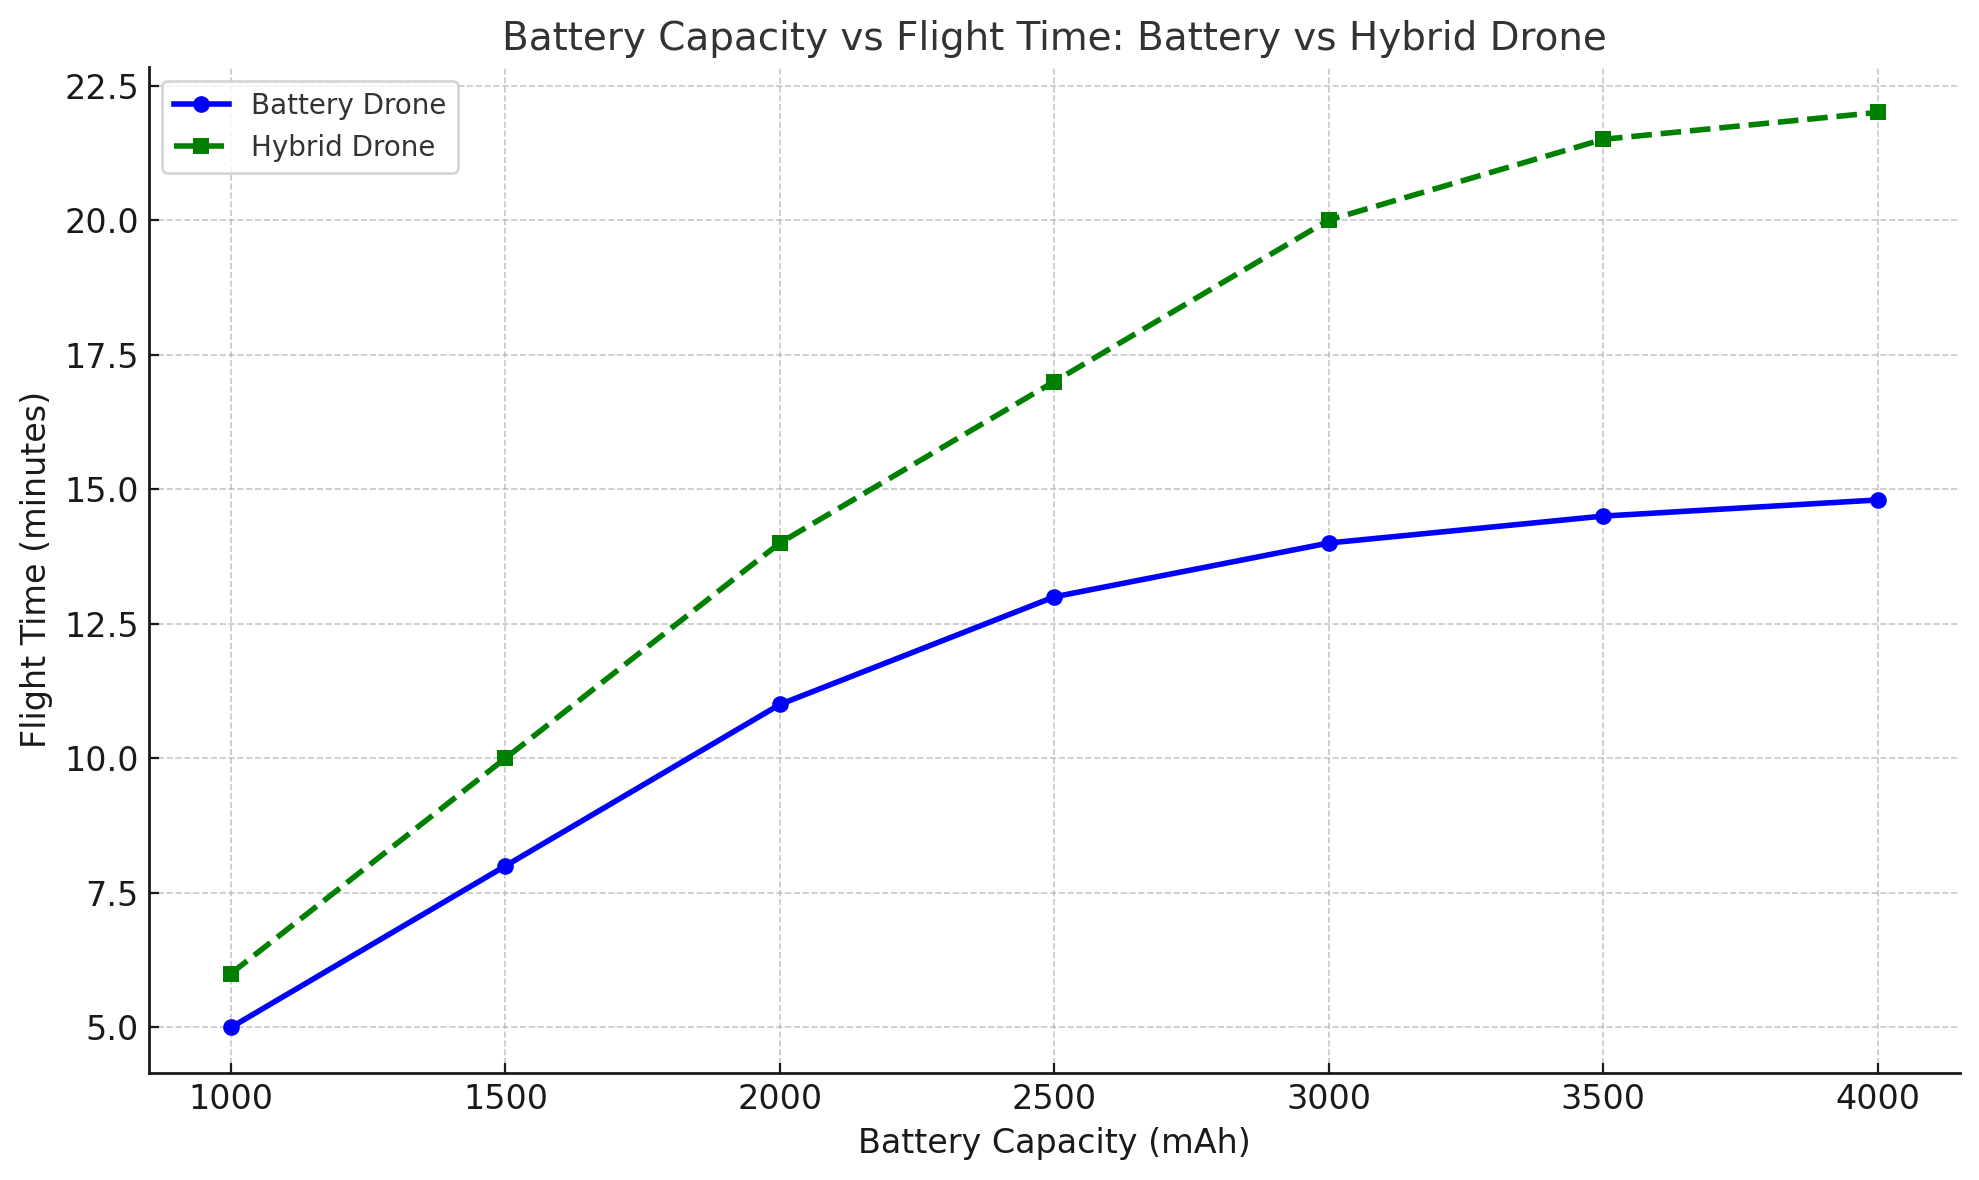 Battery Capacity vs Flight Time: Battery vs Hybrid Drone
Battery Drone
Hybrid Drone
Flight Time (minutes)
22.5
20.0
17.5
15.0
12.5
10.0
7.5
5.0
1000 1500 2000 2500 3000 3500 4000
Battery Capacity (mAh)